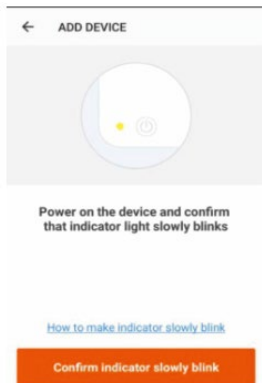 ADD DEVICE
Power on the device and confirm
that indicator light slowly blinks
How to make indicator slowly blink
Confirm indicator slowly blink